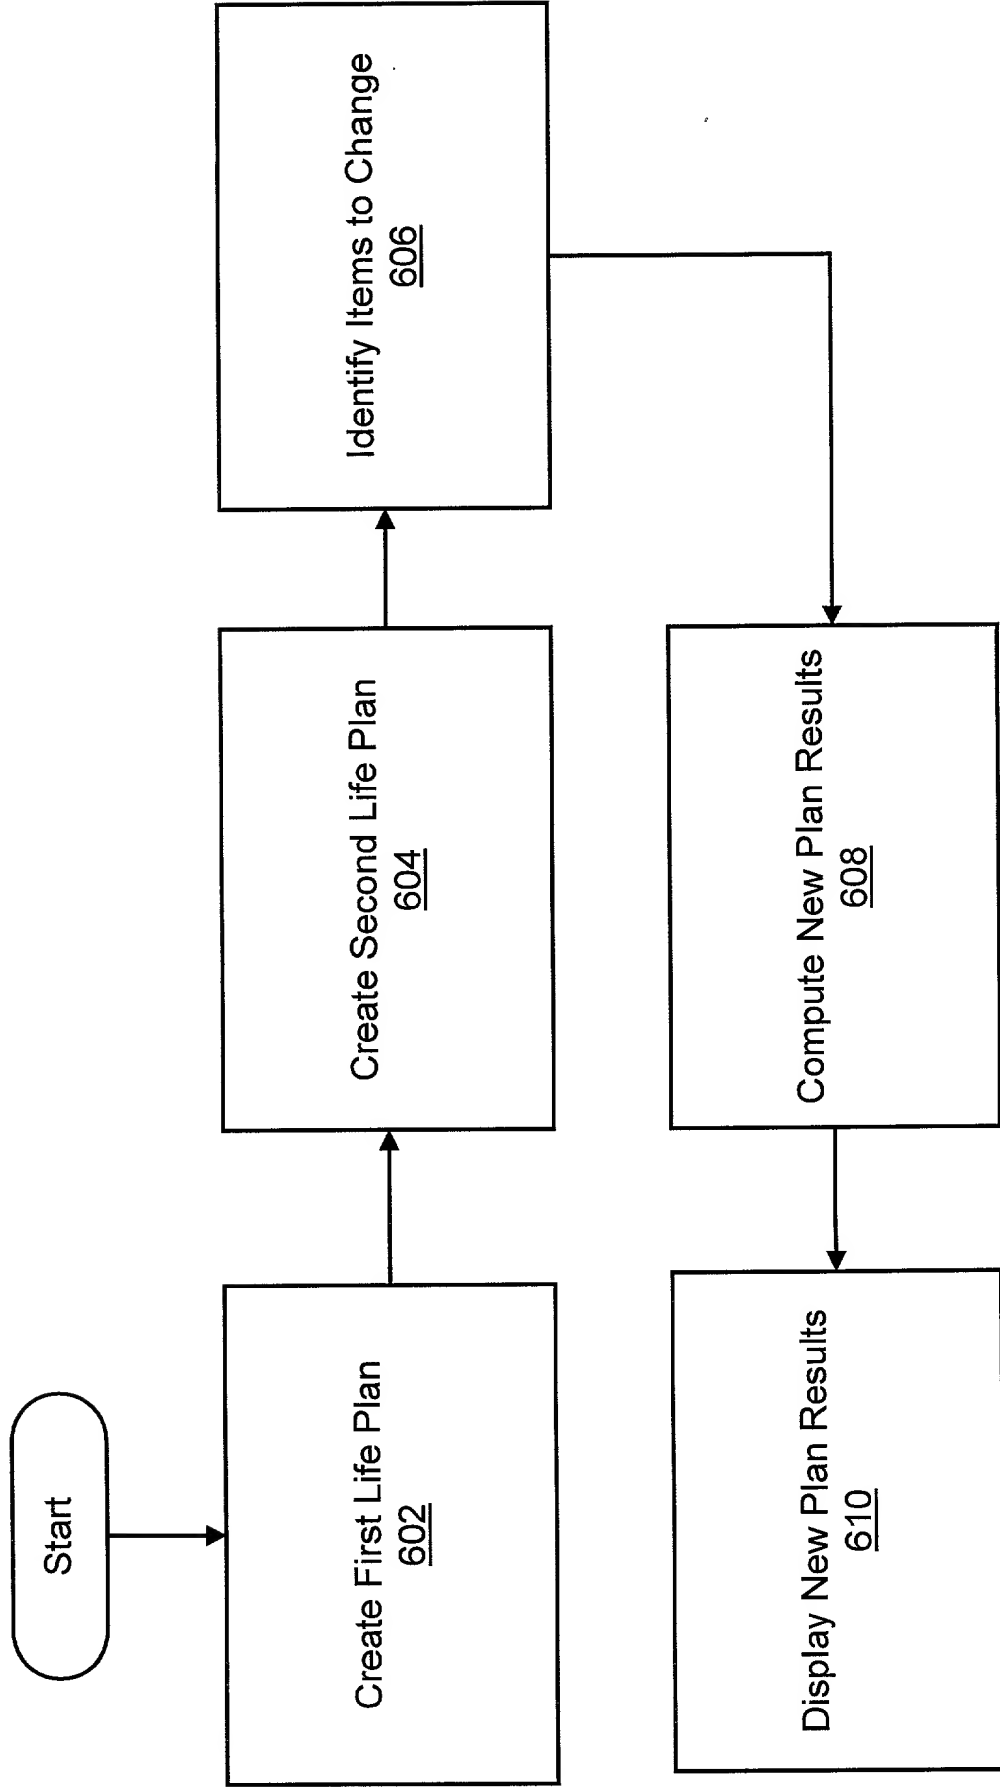 Start
Create First Life Plan
602
Create Second Life Plan
604
Identify Items to Change
606
Compute New Plan Results
608
Display New Plan Results
610